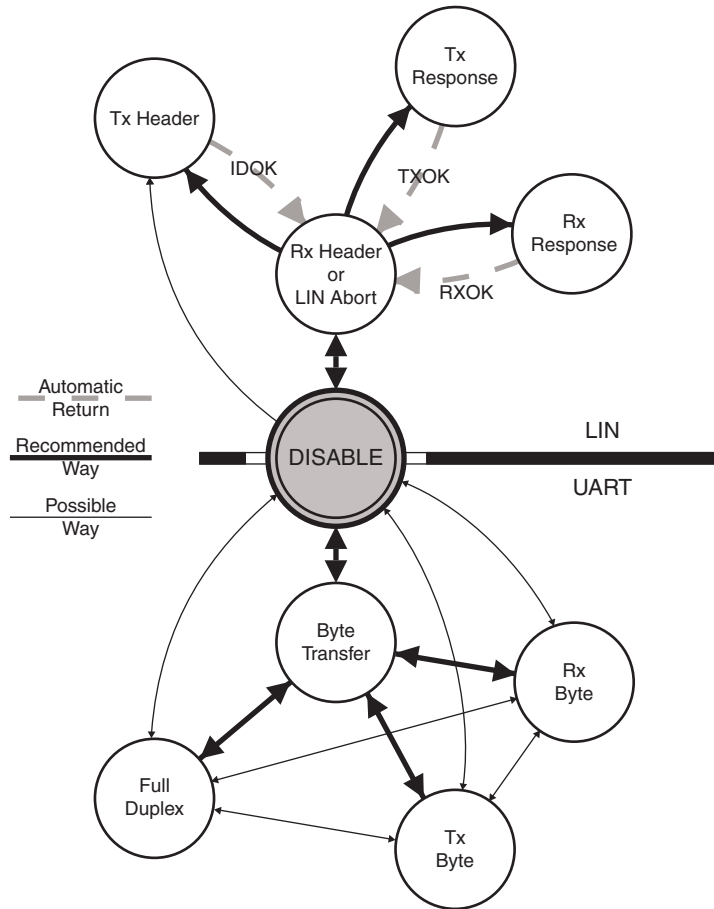 Tx
Response
Tx Header
IDOK
TXOK
Rx
Response
Rx Header
or
LIN Abort
RXOK
Automatic
Return
Recommended
Way
Possible
Way
DISABLE
LIN
UART
Byte
Transfer
Rx
Byte
Full
Duplex
Tx
Byte